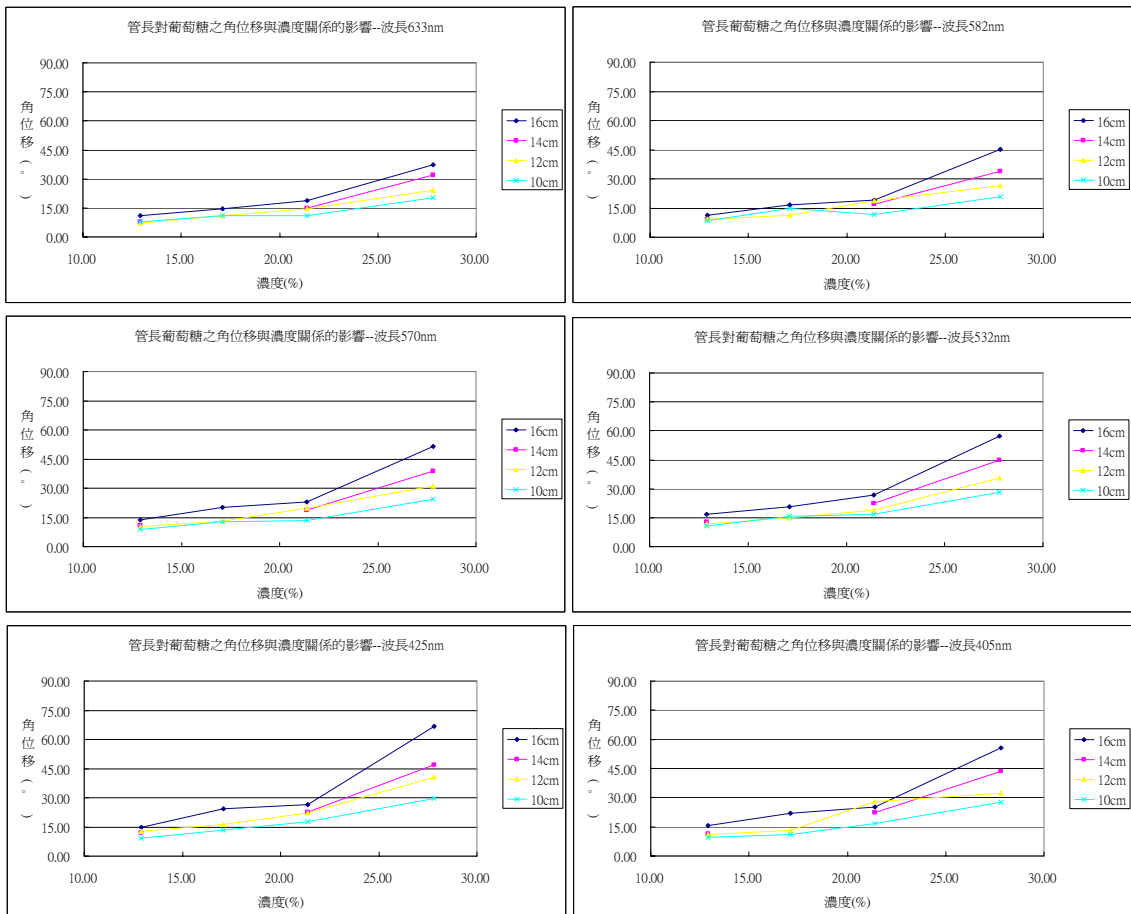 管長對葡萄糖之角位移與濃度關係的影響--波長633nm
90.00
75.00
60.00
45.00
30.00
15.00
0.00
角位移(°)
10.00 15.00 20.00 25.00 30.00
濃度(%)
16cm
14cm
12cm
10cm
管長葡萄糖之角位移與濃度關係的影響--波長582nm
90.00
75.00
60.00
45.00
30.00
15.00
0.00
角位移(°)
10.00 15.00 20.00 25.00 30.00
濃度(%)
16cm
14cm
12cm
10cm
管長葡萄糖之角位移與濃度關係的影響--波長570nm
90.00
75.00
60.00
45.00
30.00
15.00
0.00
角位移(°)
10.00 15.00 20.00 25.00 30.00
濃度(%)
16cm
14cm
12cm
10cm
管長對葡萄糖之角位移與濃度關係的影響--波長532nm
90.00
75.00
60.00
45.00
30.00
15.00
0.00
角位移(°)
10.00 15.00 20.00 25.00 30.00
濃度(%)
16cm
14cm
12cm
10cm
管長對葡萄糖之角位移與濃度關係的影響--波長425nm
90.00
75.00
60.00
45.00
30.00
15.00
0.00
角位移(°)
10.00 15.00 20.00 25.00 30.00
濃度(%)
16cm
14cm
12cm
10cm
管長對葡萄糖之角位移與濃度關係的影響--波長405nm
90.00
75.00
60.00
45.00
30.00
15.00
0.00
角位移(°)
10.00 15.00 20.00 25.00 30.00
濃度(%)
16cm
14cm
12cm
10cm